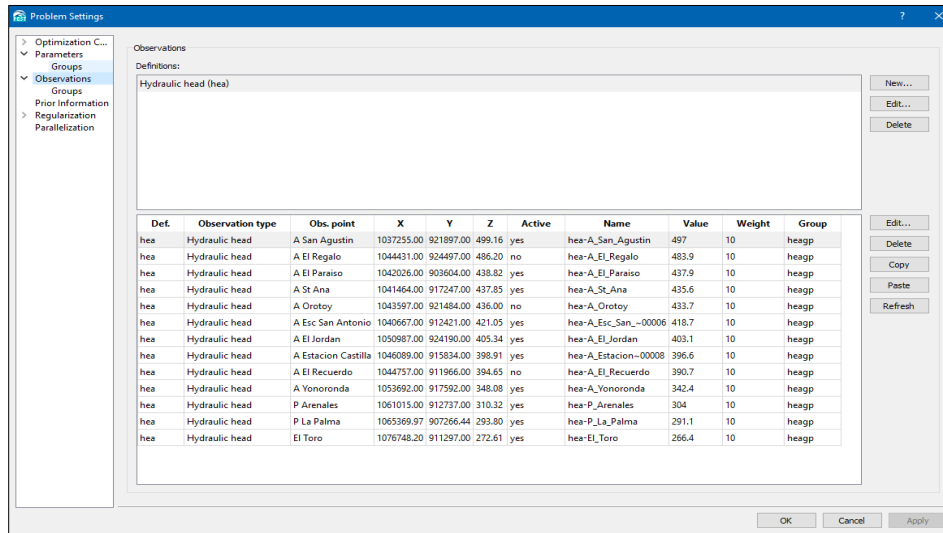 PEST Problem Settings ? ×
Optimization C...
Parameters
Groups
Observations
Groups
Prior Information
Regularization
Parallelization
Observations
Definitions:
Hydraulic head (hea)
New...
Edit...
Delete
Def. Observation type Obs. point X Y Z Active Name Value Weight Group
hea Hydraulic head A San Agustin 1037255.00 921897.00 499.16 yes hea-A_San_Agustin 497 10 heagp
hea Hydraulic head A El Regalo 1044431.00 924497.00 486.20 no hea-A_El_Regalo 483.9 10 heagp
hea Hydraulic head A El Paraiso 1042026.00 903604.00 438.82 yes hea-A_El_Paraiso 437.9 10 heagp
hea Hydraulic head A St Ana 1041464.00 917247.00 437.85 yes hea-A_St_Ana 435.6 10 heagp
hea Hydraulic head A Orotoy 1043597.00 921484.00 436.00 no hea-A_Orotoy 433.7 10 heagp
hea Hydraulic head A Esc San Antonio 1040667.00 912421.00 421.05 yes hea-A_Esc_San_~00006 418.7 10 heagp
hea Hydraulic head A El Jordan 1050987.00 924190.00 405.34 yes hea-A_El_Jordan 403.1 10 heagp
hea Hydraulic head A Estacion Castilla 1046089.00 915834.00 398.91 yes hea-A_Estacion~00008 396.6 10 heagp
hea Hydraulic head A El Recuerdo 1044757.00 911966.00 394.65 no hea-A_El_Recuerdo 390.7 10 heagp
hea Hydraulic head A Yonoronda 1053692.00 917592.00 348.08 yes hea-A_Yonoronda 342.4 10 heagp
hea Hydraulic head P Arenales 1061015.00 912737.00 310.32 yes hea-P_Arenales 304 10 heagp
hea Hydraulic head P La Palma 1065369.97 907266.44 293.80 yes hea-P_La_Palma 291.1 10 heagp
hea Hydraulic head El Toro 1076748.20 911297.00 272.61 yes hea-El_Toro 266.4 10 heagp
Edit...
Delete
Copy
Paste
Refresh
OK Cancel Apply